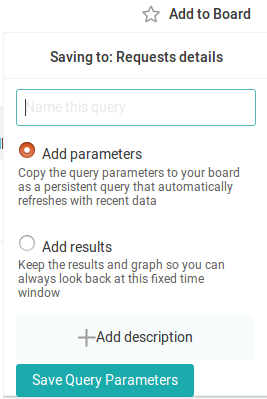 Add to Board
Saving to: Requests details
Name this query
Add parameters
Copy the query parameters to your board
as a persistent query that automatically
refreshes with recent data
Add results
Keep the results and graph so you can
always look back at this fixed time
window
Add description
Save Query Parameters